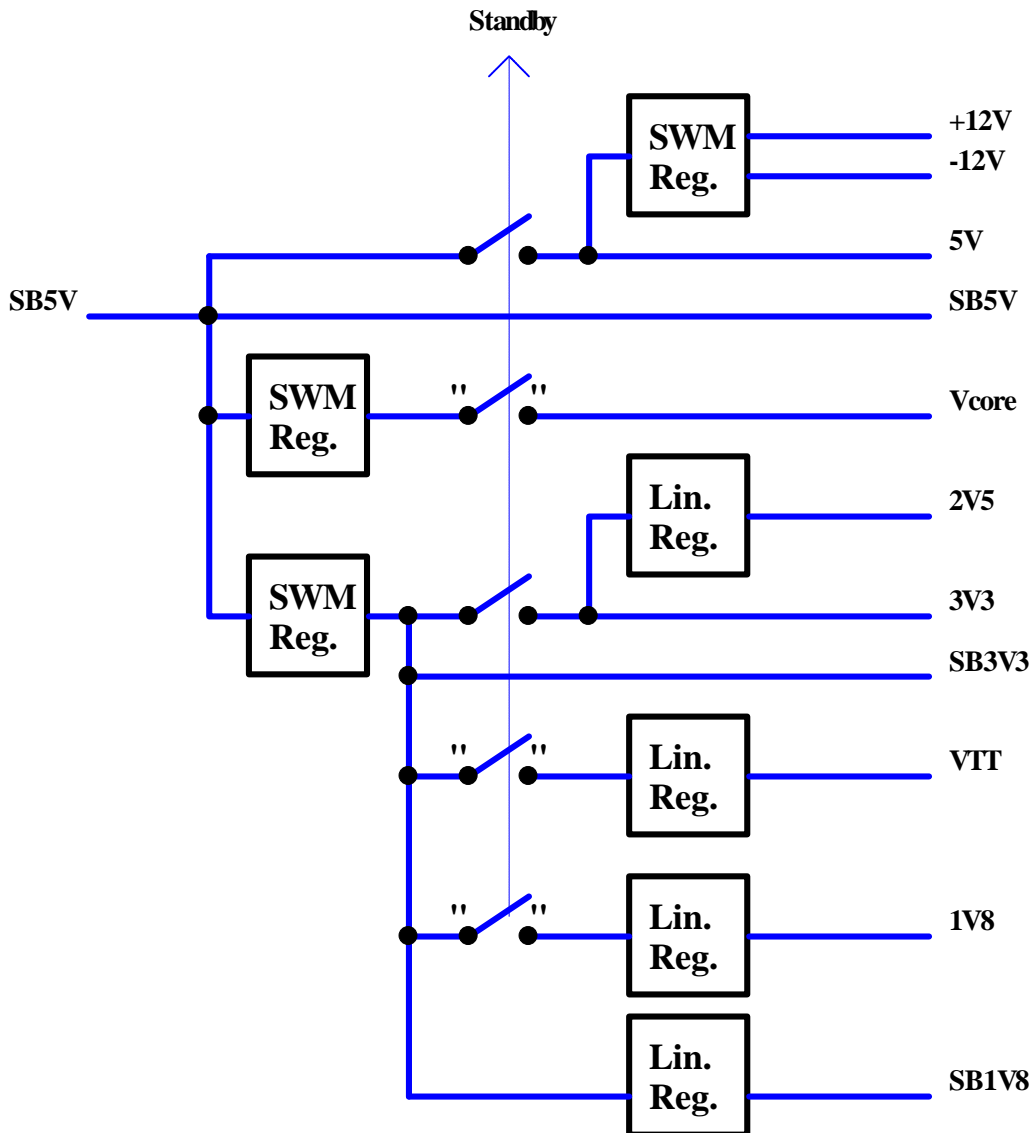 Standby
SWM
Reg.
+12V
-12V
5V
SB5V
SB5V
SWM
Reg.
" "
Vcore
Lin.
Reg.
2V5
SWM
Reg.
3V3
SB3V3
" "
Lin.
Reg.
VTT
" "
Lin.
Reg.
1V8
Lin.
Reg.
SB1V8